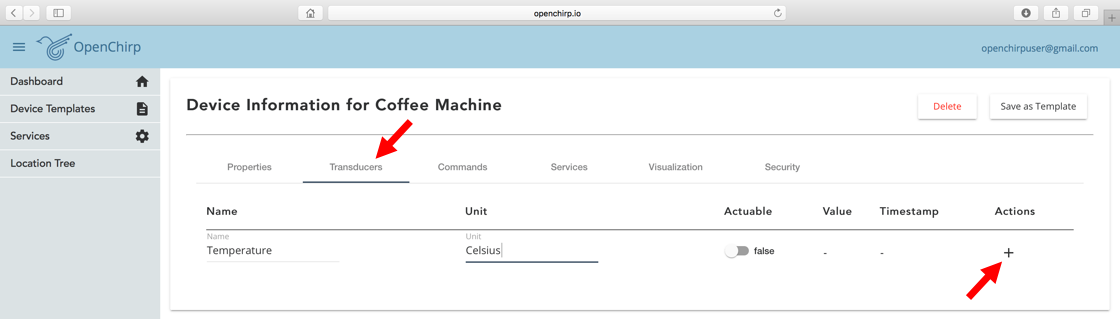 openchirp.io
OpenChirp
openchirpuser@gmail.com
Dashboard
Device Templates
Services
Location Tree
Device Information for Coffee Machine
Delete
Save as Template
Properties Transducers Commands Services Visualization Security
Name Unit Actuable Value Timestamp Actions
Name Unit
Temperature Celsius false - - +